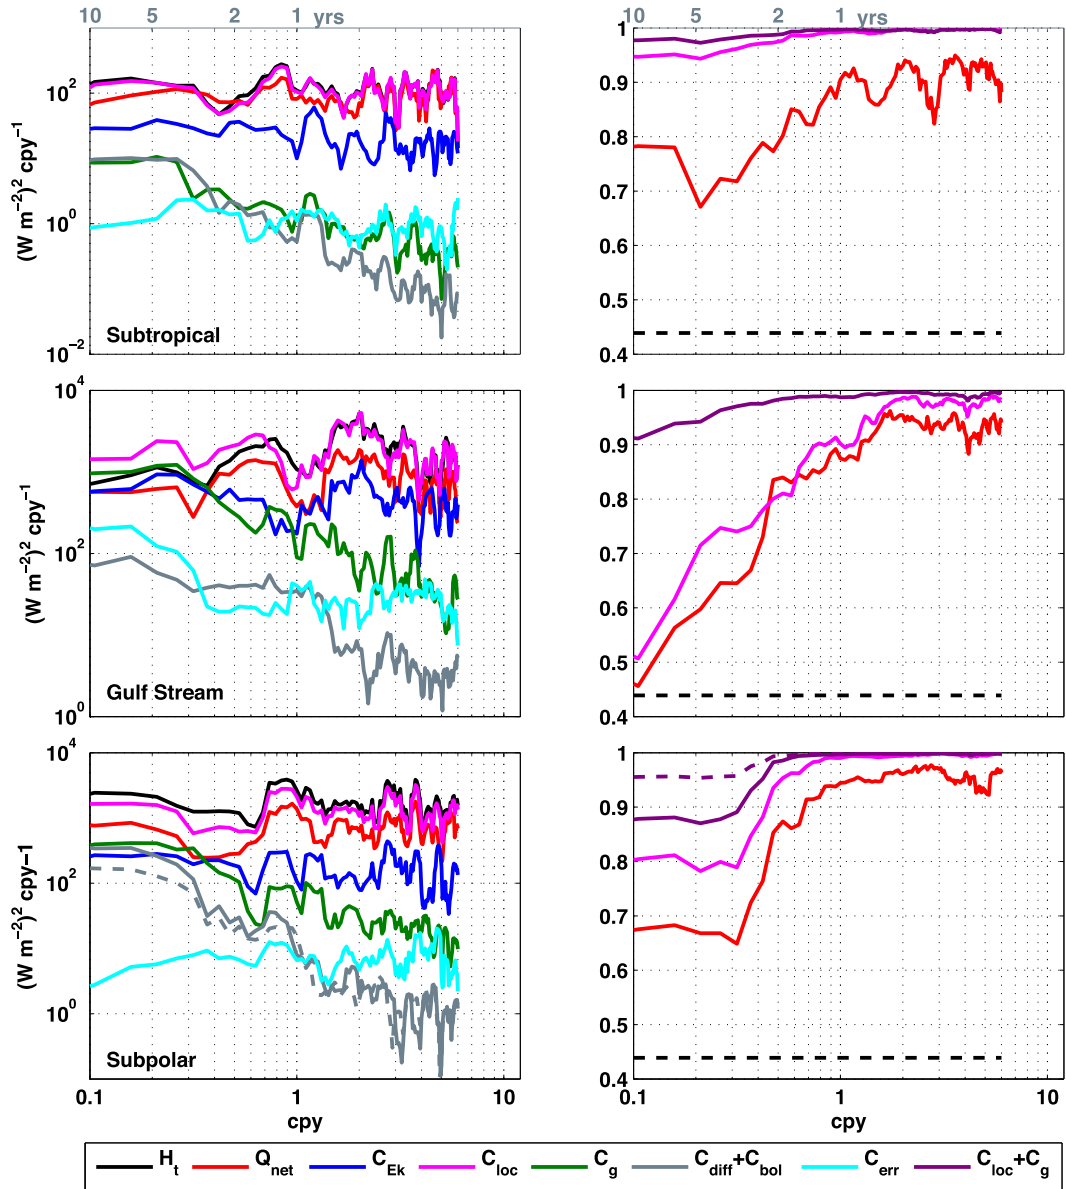 10 5 2 1 yrs
10 5 2 1 yrs
10²
10⁰
10⁻²
(W m⁻²)² cpy⁻¹
Subtropical
1
0.9
0.8
0.7
0.6
0.5
0.4
10⁴
10²
10⁰
(W m⁻²)² cpy⁻¹
Gulf Stream
1
0.9
0.8
0.7
0.6
0.5
0.4
10⁴
10²
10⁰
(W m⁻²)² cpy−1
Subpolar
0.1 1 10
cpy
1
0.9
0.8
0.7
0.6
0.5
0.4
0.1 1 10
cpy
H_t Q_net C_Ek C_loc C_g C_diff+C_bol C_err C_loc+C_g